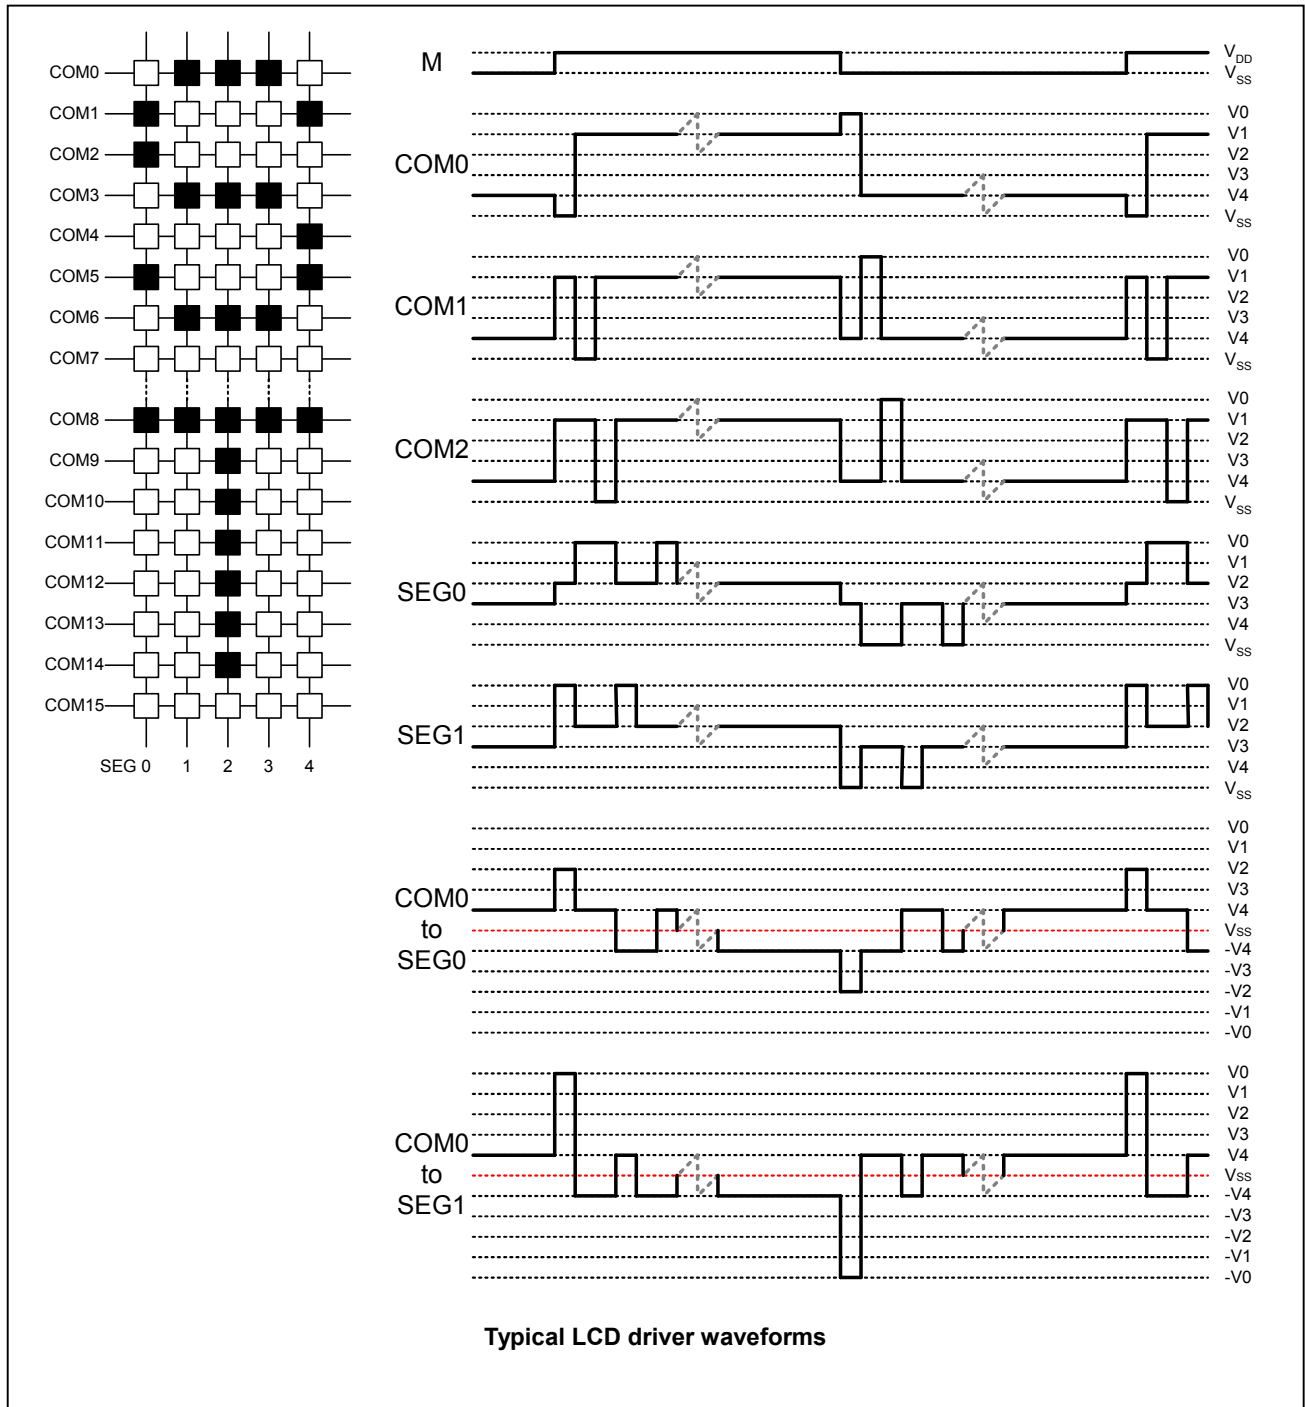 COM0
COM1
COM2
COM3
COM4
COM5
COM6
COM7
COM8
COM9
COM10
COM11
COM12
COM13
COM14
COM15
SEG 0 1 2 3 4
M
VDD
VSS
COM0
V0
V1
V2
V3
V4
VSS
COM1
V0
V1
V2
V3
V4
VSS
COM2
V0
V1
V2
V3
V4
VSS
SEG0
V0
V1
V2
V3
V4
VSS
SEG1
V0
V1
V2
V3
V4
VSS
COM0
to
SEG0
V0
V1
V2
V3
V4
VSS
-V4
-V3
-V2
-V1
-V0
COM0
to
SEG1
V0
V1
V2
V3
V4
VSS
-V4
-V3
-V2
-V1
-V0
Typical LCD driver waveforms